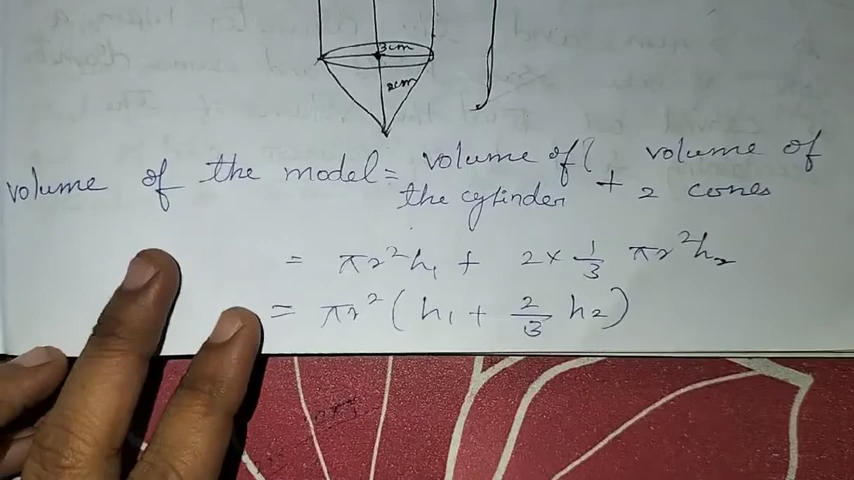 3cm
2cm
volume of the model = volume of the cylinder + volume of 2 cones
= πr²h₁ + 2 × 1/3 πr²h₂
= πr² (h₁ + 2/3 h₂)